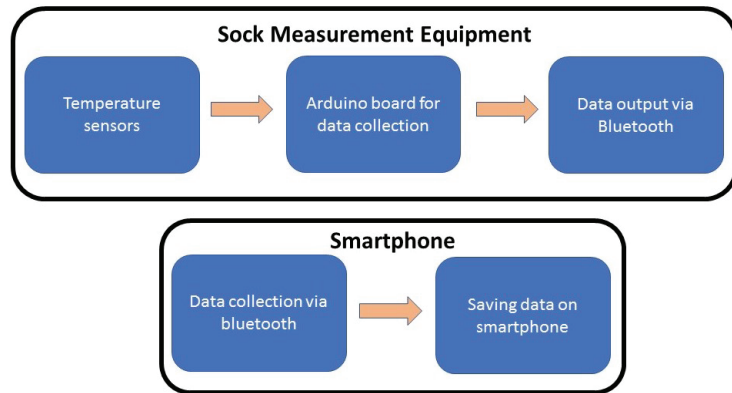 Sock Measurement Equipment
Temperature
sensors
Arduino board for
data collection
Data output via
Bluetooth
Smartphone
Data collection via
bluetooth
Saving data on
smartphone